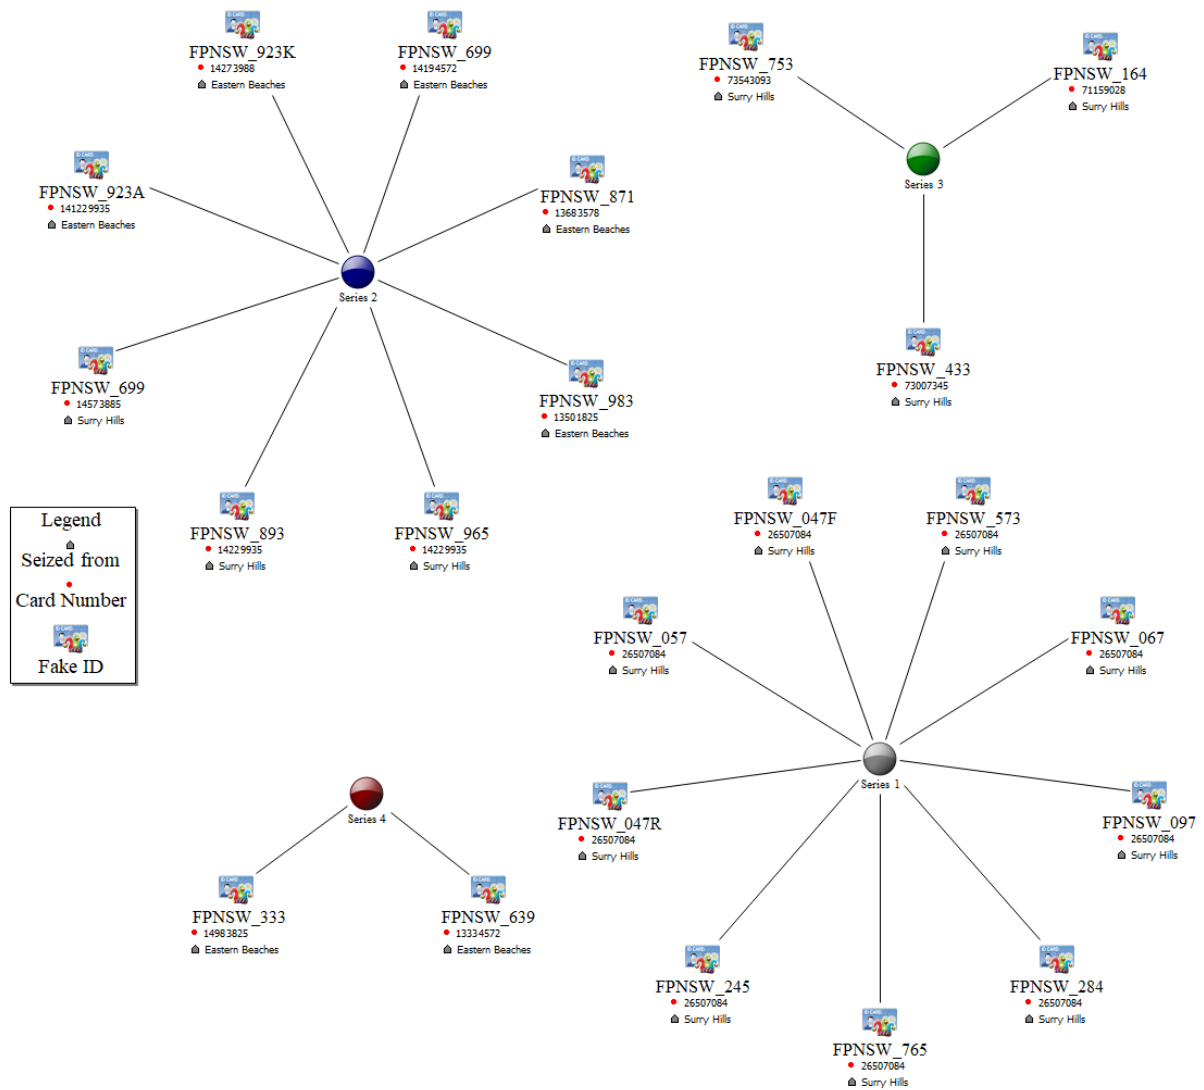 FPNSW_923K
14273988
Eastern Beaches
FPNSW_699
14194572
Eastern Beaches
FPNSW_923A
141229935
Eastern Beaches
FPNSW_871
13683578
Eastern Beaches
Series 2
FPNSW_699
14573885
Surry Hills
FPNSW_983
13501825
Eastern Beaches
FPNSW_893
14229935
Surry Hills
FPNSW_965
14229935
Surry Hills
FPNSW_753
73543093
Surry Hills
FPNSW_164
71159028
Surry Hills
Series 3
FPNSW_433
73007345
Surry Hills
Legend
Seized from
Card Number
ID CARD
Fake ID
FPNSW_047F
26507084
Surry Hills
FPNSW_573
26507084
Surry Hills
FPNSW_057
26507084
Surry Hills
FPNSW_067
26507084
Surry Hills
Series 1
FPNSW_047R
26507084
Surry Hills
FPNSW_097
26507084
Surry Hills
FPNSW_245
26507084
Surry Hills
FPNSW_284
26507084
Surry Hills
FPNSW_765
26507084
Surry Hills
Series 4
FPNSW_333
14983825
Eastern Beaches
FPNSW_639
13334572
Eastern Beaches